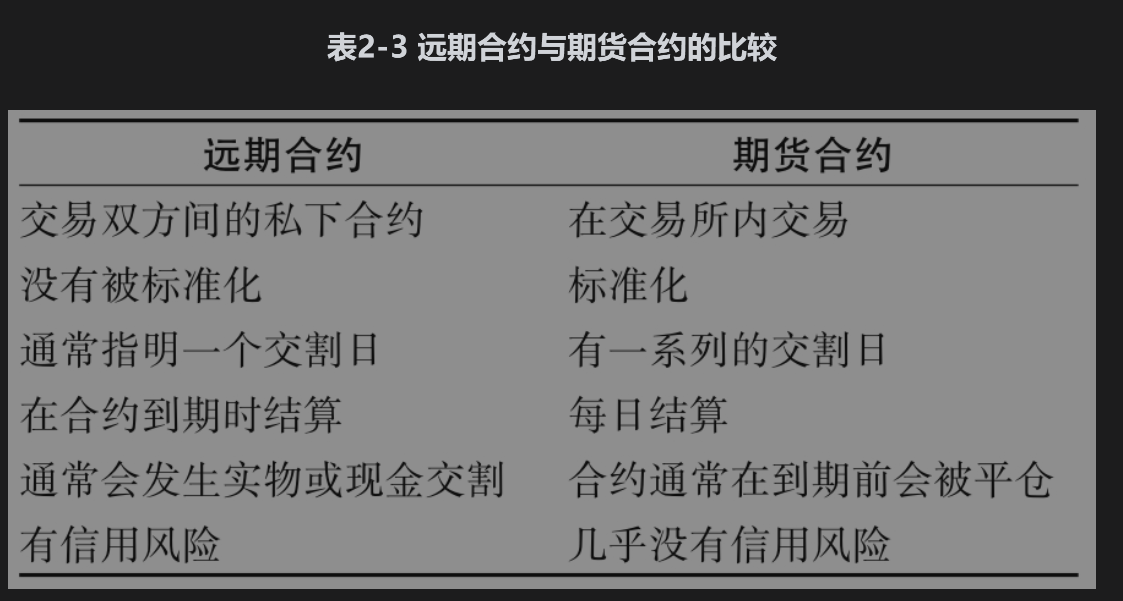 表2-3 远期合约与期货合约的比较
远期合约 期货合约
交易双方间的私下合约 在交易所内交易
没有被标准化 标准化
通常指明一个交割日 有一系列的交割日
在合约到期时结算 每日结算
通常会发生实物或现金交割 合约通常在到期前会被平仓
有信用风险 几乎没有信用风险